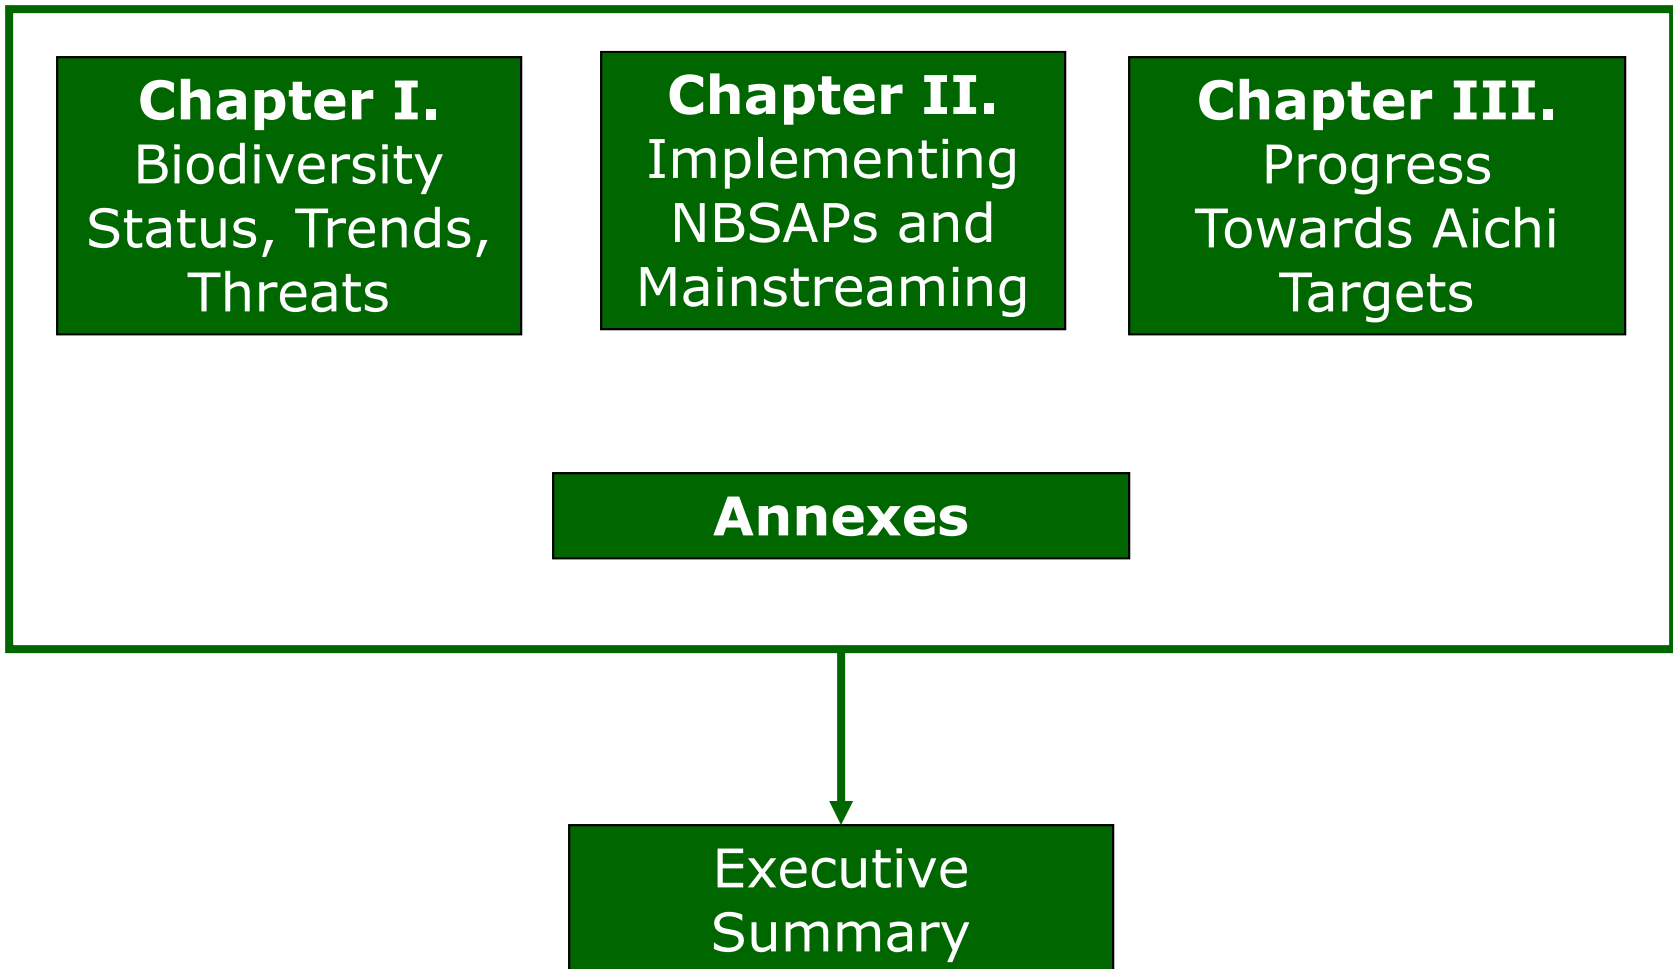 Chapter I.
Biodiversity
Status, Trends,
Threats
Chapter II.
Implementing
NBSAPs and
Mainstreaming
Chapter III.
Progress
Towards Aichi
Targets
Annexes
Executive
Summary